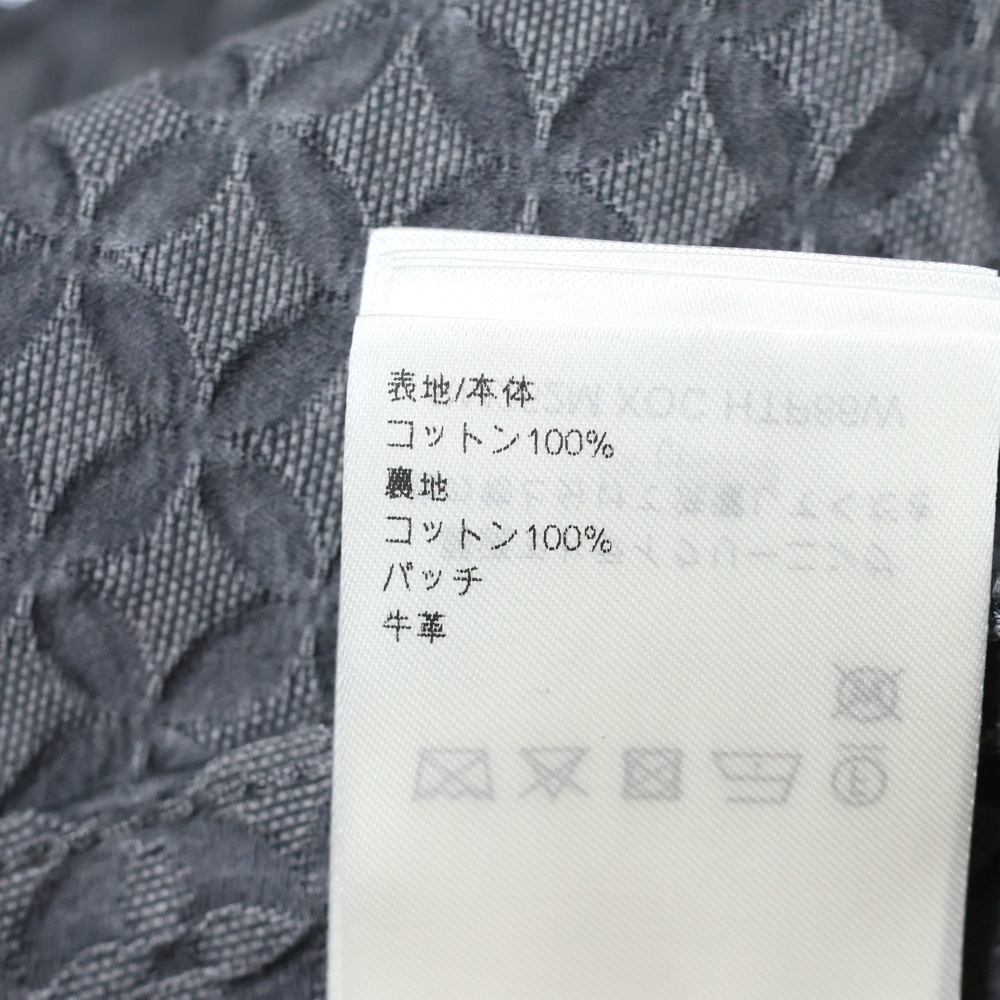 表地/本体
コットン100%
裏地
コットン100%
パッチ
牛革